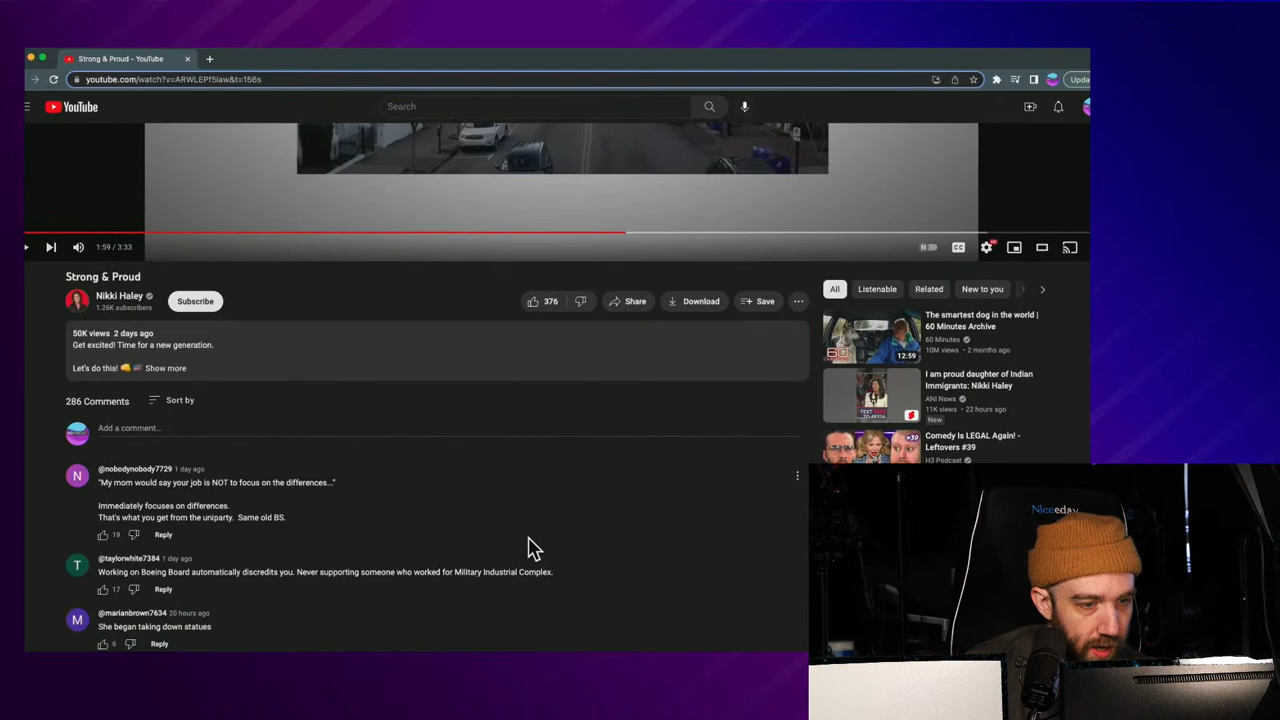 Strong & Proud - YouTube
youtube.com/watch?v=ARWLEPf5iaw&t=156s
Upda
YouTube
Search
1:59 / 3:33
CC
Strong & Proud
Nikki Haley
1.26K subscribers
Subscribe
376
Share
Download
Save
50K views 2 days ago
Get excited! Time for a new generation.
Let's do this! 👊 🇺🇸 Show more
286 Comments
Sort by
Add a comment...
N
@nobodynobody7729 1 day ago
"My mom would say your job is NOT to focus on the differences..."
Immediately focuses on differences.
That's what you get from the uniparty. Same old BS.
19
Reply
T
@taylorwhite7384 1 day ago
Working on Boeing Board automatically discredits you. Never supporting someone who worked for Military Industrial Complex.
17
Reply
M
@marianbrown7634 20 hours ago
She began taking down statues
6
Reply
All
Listenable
Related
New to you
60
12:59
The smartest dog in the world |
60 Minutes Archive
60 Minutes
10M views • 2 months ago
I am proud daughter of Indian
Immigrants: Nikki Haley
ANI News
11K views • 22 hours ago
New
#39
Comedy Is LEGAL Again! -
Leftovers #39
H3 Podcast
Niceeday